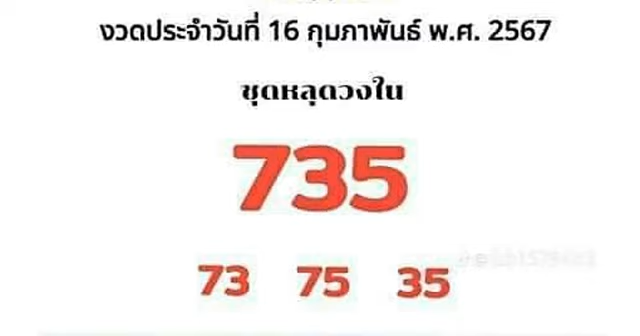 งวดประจำวันที่ 16 กุมภาพันธ์ พ.ศ. 2567
ชุดหลุดวงใน
735
73 75 35